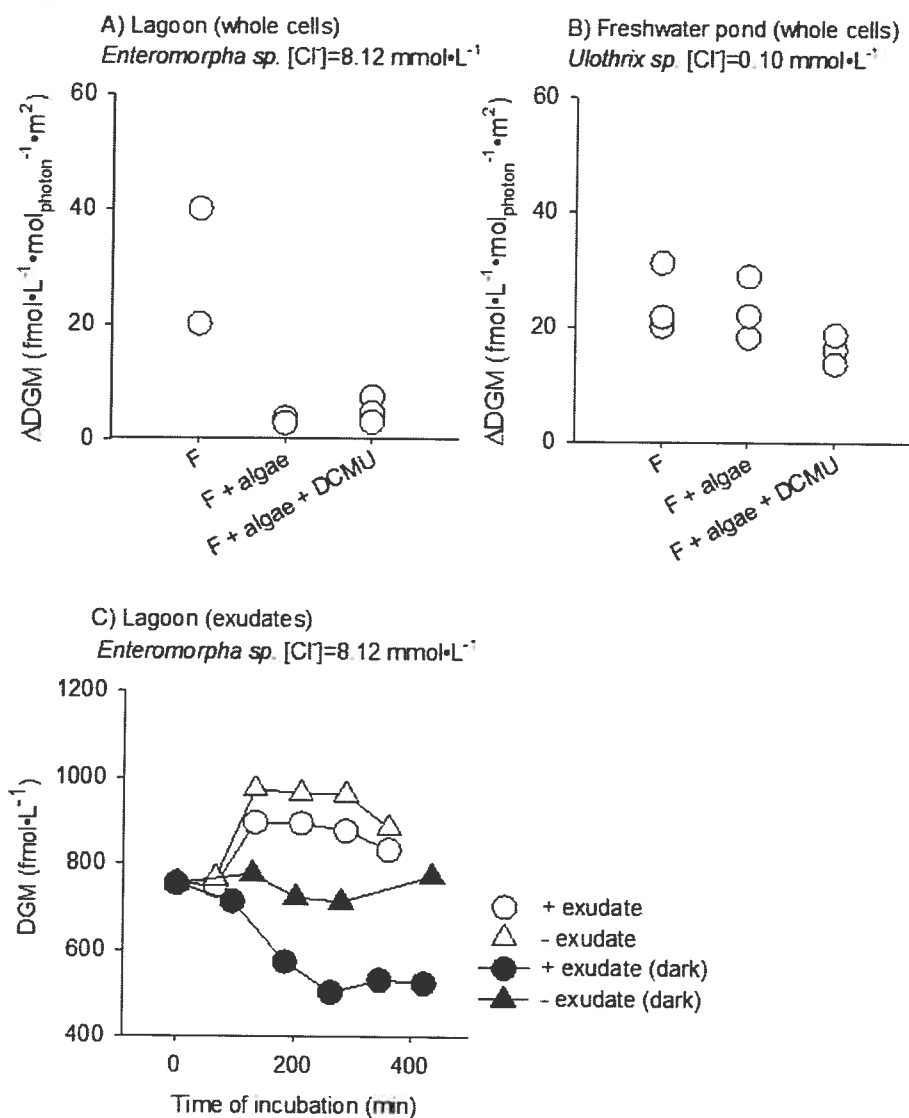 A) Lagoon (whole cells)
Enteromorpha sp. [Cl⁻]=8.12 mmol•L⁻¹
ΔDGM (fmol•L⁻¹•mol_photon⁻¹•m²)
60
40
20
0
F
F + algae
F + algae + DCMU
B) Freshwater pond (whole cells)
Ulothrix sp. [Cl⁻]=0.10 mmol•L⁻¹
ΔDGM (fmol•L⁻¹•mol_photon⁻¹•m²)
60
40
20
0
F
F + algae
F + algae + DCMU
C) Lagoon (exudates)
Enteromorpha sp. [Cl⁻]=8.12 mmol•L⁻¹
DGM (fmol•L⁻¹)
1200
1000
800
600
400
0
200
400
Time of incubation (min)
+ exudate
- exudate
+ exudate (dark)
- exudate (dark)